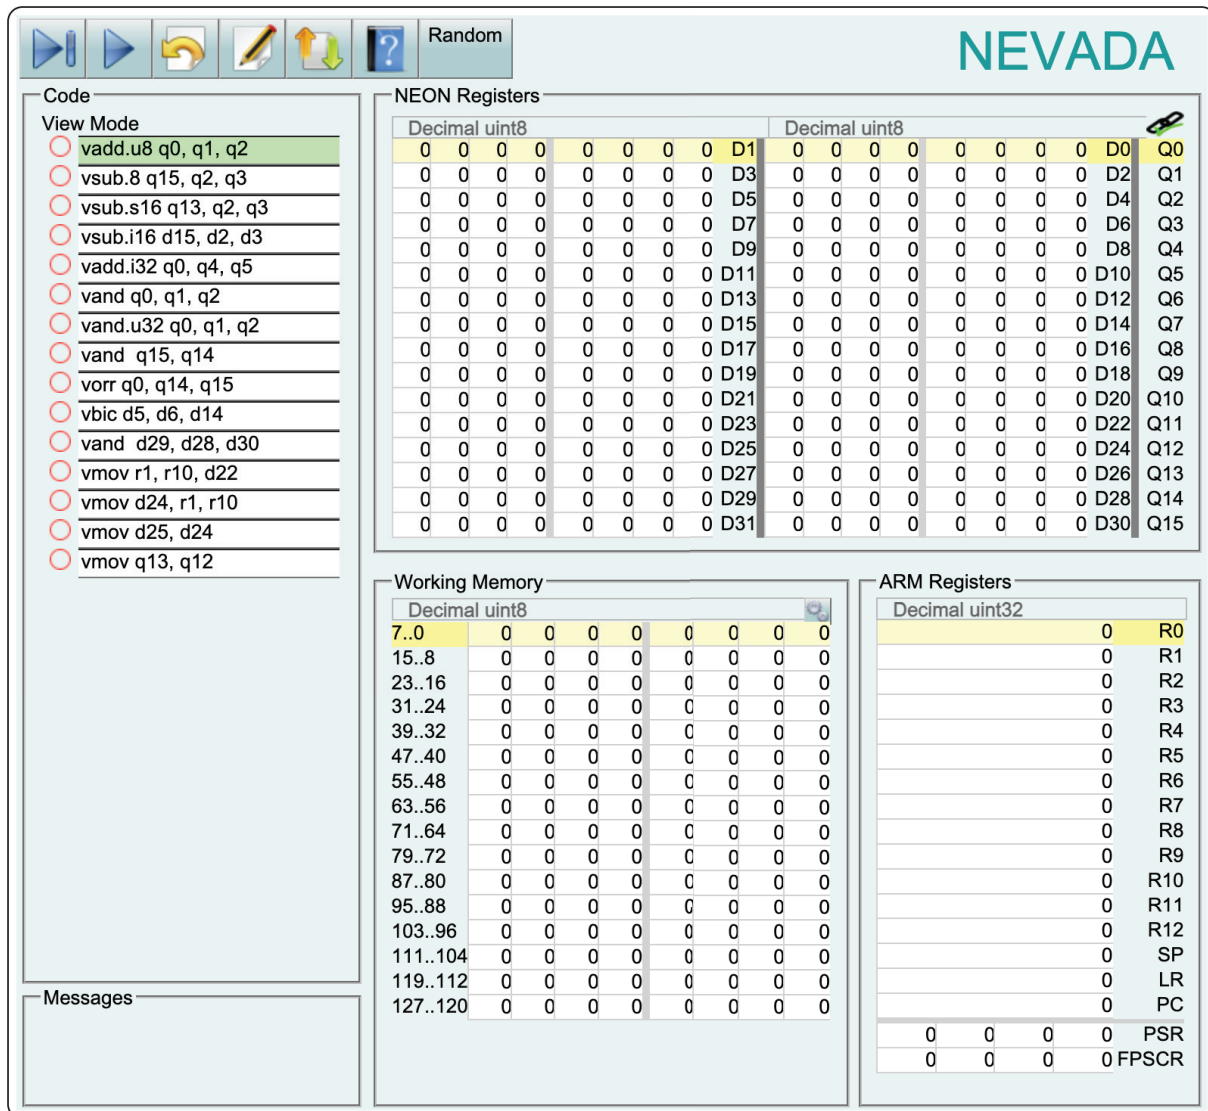 Random
NEVADA
Code
View Mode
vadd.u8 q0, q1, q2
vsub.8 q15, q2, q3
vsub.s16 q13, q2, q3
vsub.i16 d15, d2, d3
vadd.i32 q0, q4, q5
vand q0, q1, q2
vand.u32 q0, q1, q2
vand  q15, q14
vorr q0, q14, q15
vbic d5, d6, d14
vand  d29, d28, d30
vmov r1, r10, d22
vmov d24, r1, r10
vmov d25, d24
vmov q13, q12
Messages
NEON Registers
Decimal uint8 Decimal uint8
0 0 0 0 0 0 0 0 D1 0 0 0 0 0 0 0 0 D0 Q0
0 0 0 0 0 0 0 0 D3 0 0 0 0 0 0 0 0 D2 Q1
0 0 0 0 0 0 0 0 D5 0 0 0 0 0 0 0 0 D4 Q2
0 0 0 0 0 0 0 0 D7 0 0 0 0 0 0 0 0 D6 Q3
0 0 0 0 0 0 0 0 D9 0 0 0 0 0 0 0 0 D8 Q4
0 0 0 0 0 0 0 0 D11 0 0 0 0 0 0 0 0 D10 Q5
0 0 0 0 0 0 0 0 D13 0 0 0 0 0 0 0 0 D12 Q6
0 0 0 0 0 0 0 0 D15 0 0 0 0 0 0 0 0 D14 Q7
0 0 0 0 0 0 0 0 D17 0 0 0 0 0 0 0 0 D16 Q8
0 0 0 0 0 0 0 0 D19 0 0 0 0 0 0 0 0 D18 Q9
0 0 0 0 0 0 0 0 D21 0 0 0 0 0 0 0 0 D20 Q10
0 0 0 0 0 0 0 0 D23 0 0 0 0 0 0 0 0 D22 Q11
0 0 0 0 0 0 0 0 D25 0 0 0 0 0 0 0 0 D24 Q12
0 0 0 0 0 0 0 0 D27 0 0 0 0 0 0 0 0 D26 Q13
0 0 0 0 0 0 0 0 D29 0 0 0 0 0 0 0 0 D28 Q14
0 0 0 0 0 0 0 0 D31 0 0 0 0 0 0 0 0 D30 Q15
Working Memory
Decimal uint8
7..0 0 0 0 0 0 0 0 0
15..8 0 0 0 0 0 0 0 0
23..16 0 0 0 0 0 0 0 0
31..24 0 0 0 0 0 0 0 0
39..32 0 0 0 0 0 0 0 0
47..40 0 0 0 0 0 0 0 0
55..48 0 0 0 0 0 0 0 0
63..56 0 0 0 0 0 0 0 0
71..64 0 0 0 0 0 0 0 0
79..72 0 0 0 0 0 0 0 0
87..80 0 0 0 0 0 0 0 0
95..88 0 0 0 0 0 0 0 0
103..96 0 0 0 0 0 0 0 0
111..104 0 0 0 0 0 0 0 0
119..112 0 0 0 0 0 0 0 0
127..120 0 0 0 0 0 0 0 0
ARM Registers
Decimal uint32
0 R0
0 R1
0 R2
0 R3
0 R4
0 R5
0 R6
0 R7
0 R8
0 R9
0 R10
0 R11
0 R12
0 SP
0 LR
0 PC
0 0 0 0 PSR
0 0 0 0 FPSCR